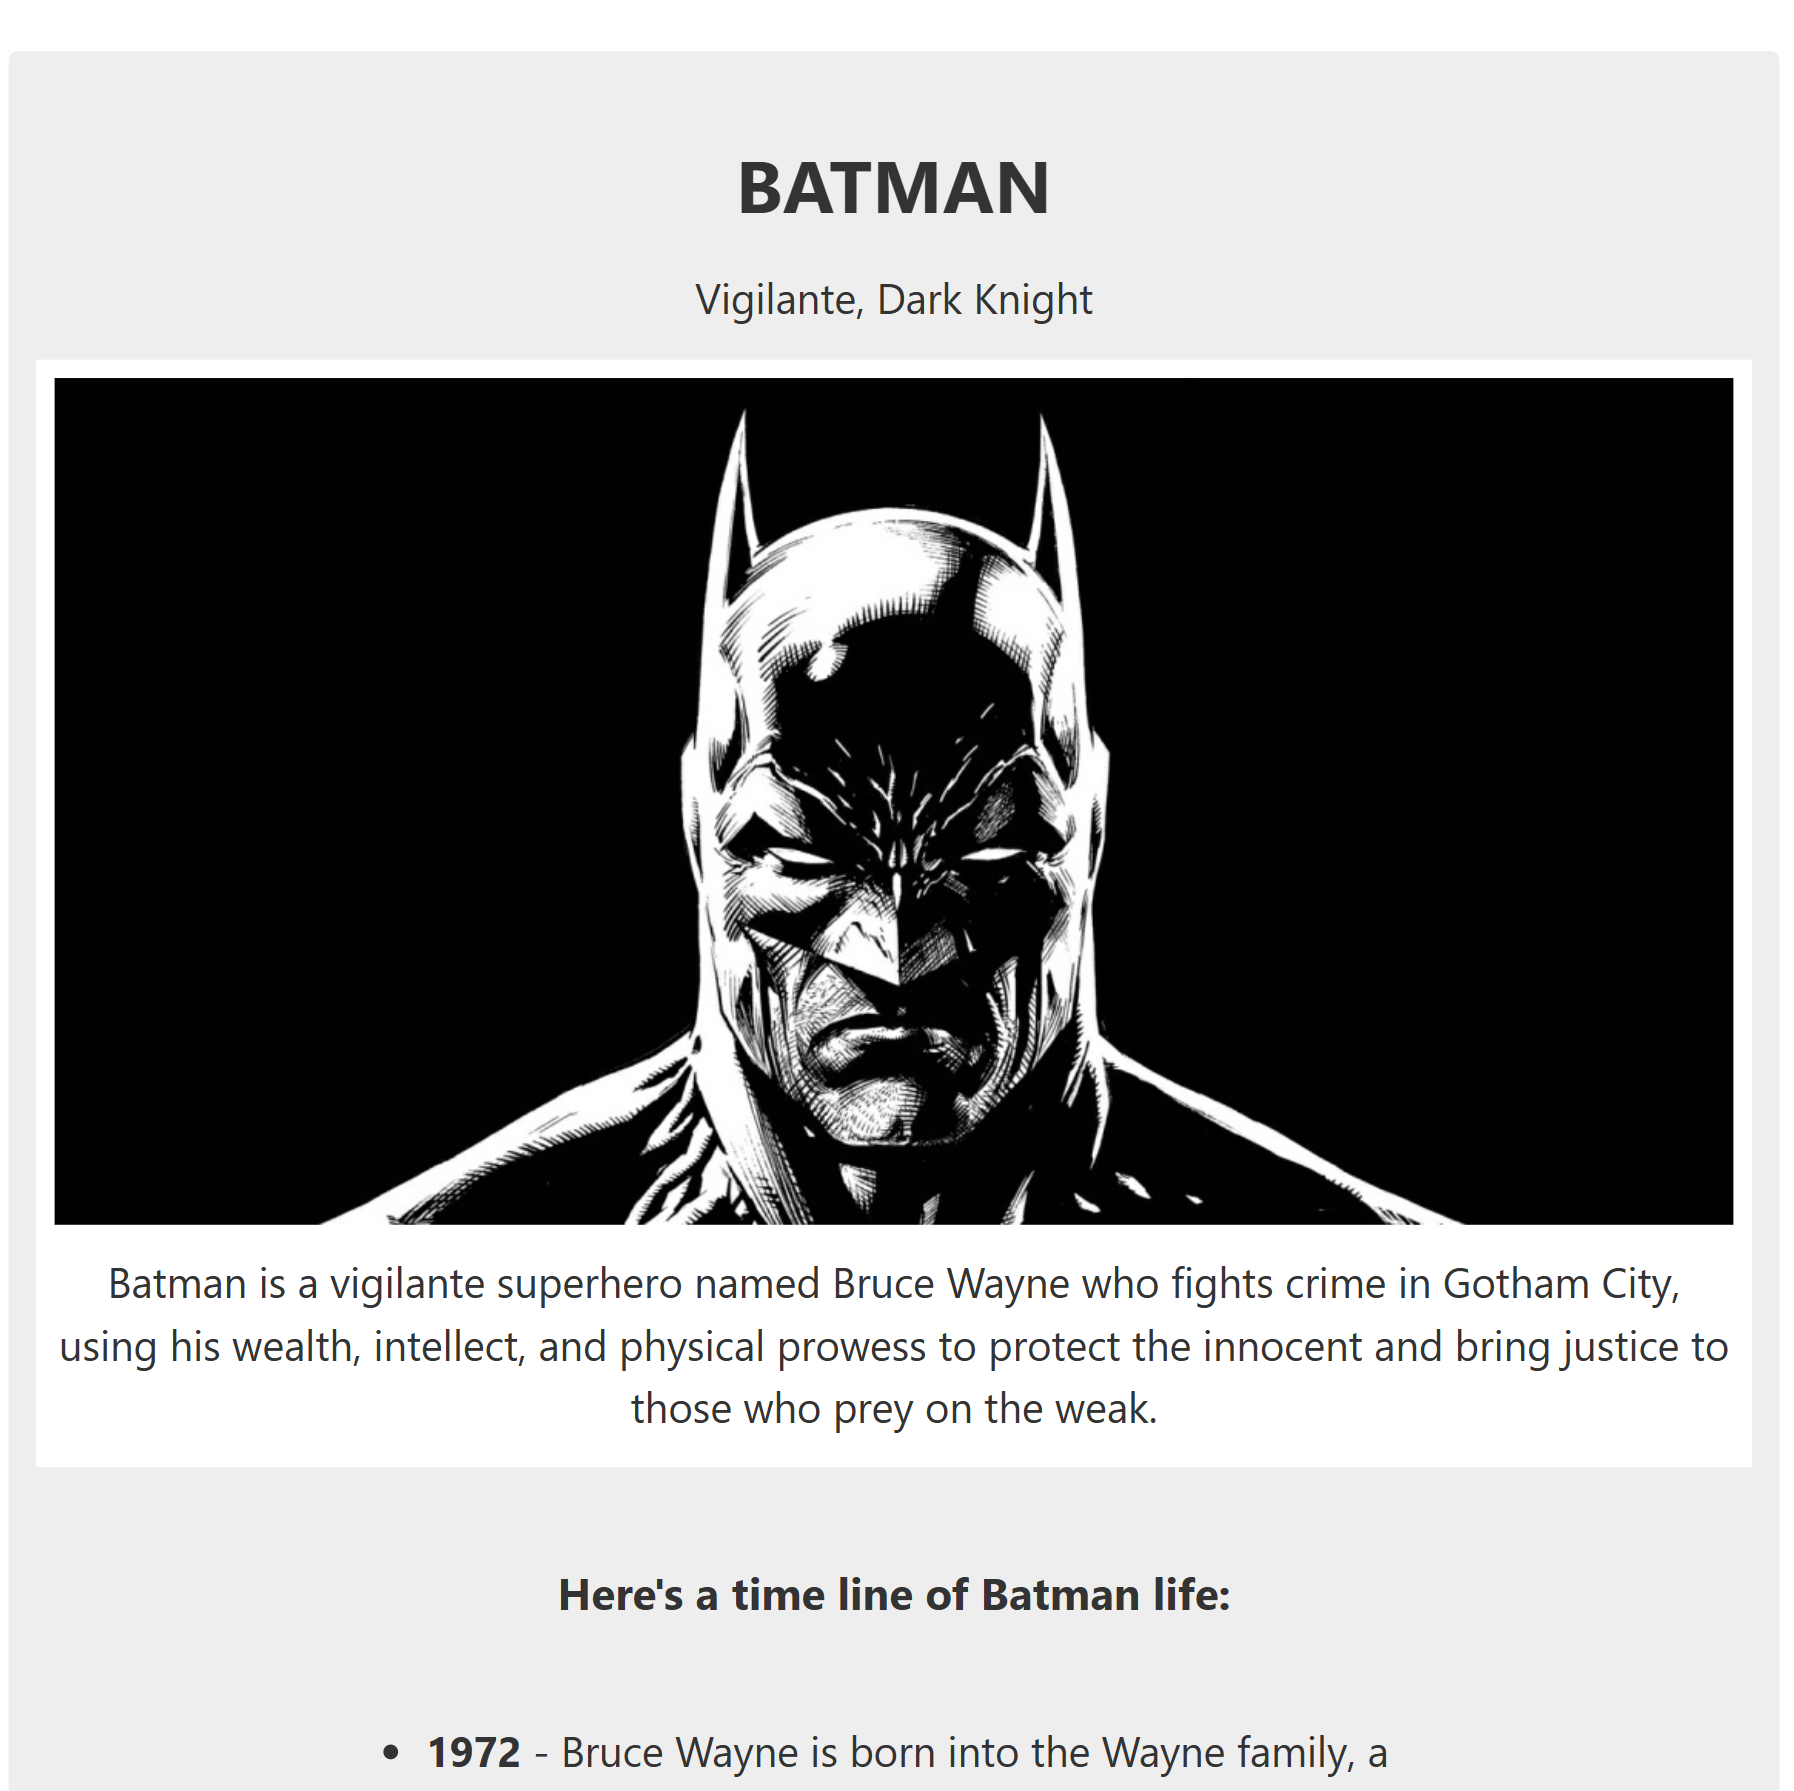 BATMAN
Vigilante, Dark Knight
Batman is a vigilante superhero named Bruce Wayne who fights crime in Gotham City,
using his wealth, intellect, and physical prowess to protect the innocent and bring justice to
those who prey on the weak.
Here's a time line of Batman life:
• 1972 - Bruce Wayne is born into the Wayne family, a